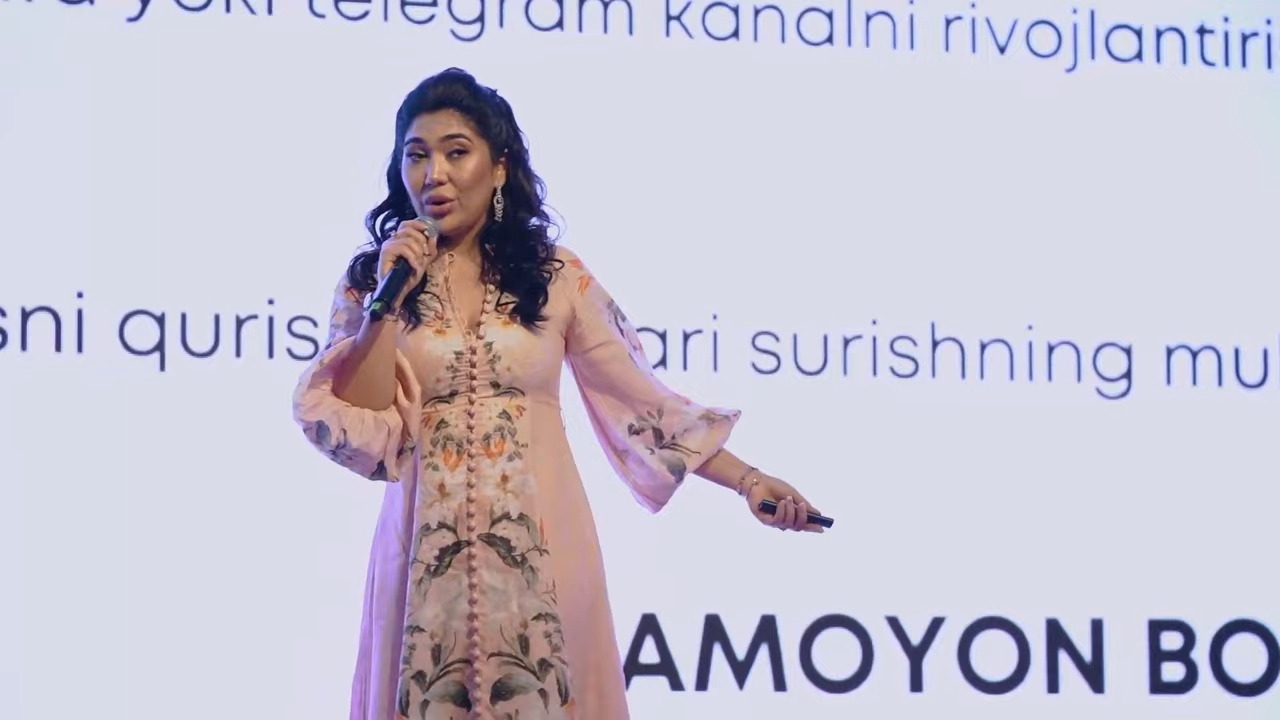 yoki telegram kanalni rivojlantiri
sni quris ari surishning mu
AMOYON BO